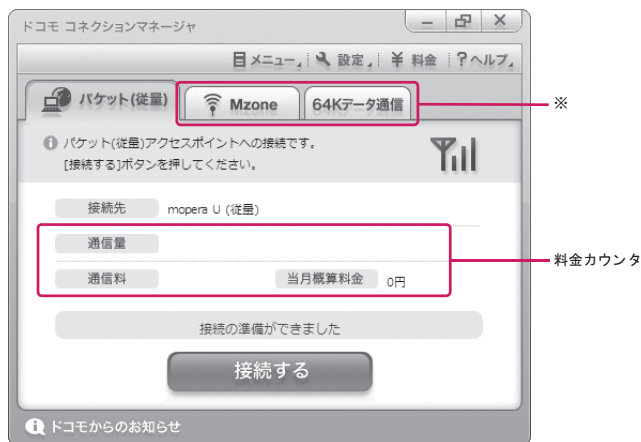 ドコモ コネクションマネージャ
メニュー 設定 ¥ 料金 ?ヘルプ
パケット(従量) Mzone 64Kデータ通信 ※
パケット(従量)アクセスポイントへの接続です。
[接続する]ボタンを押してください。
接続先 mopera U (従量)
通信量
料金カウンタ
通信料 当月概算料金 0円
接続の準備ができました
接続する
ドコモからのお知らせ